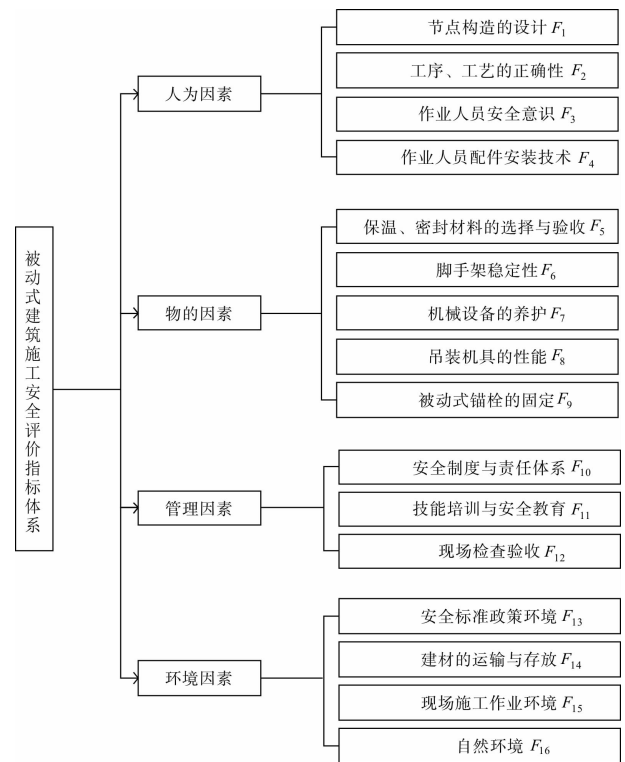 被动式建筑施工安全评价指标体系
人为因素
节点构造的设计 F1
工序、工艺的正确性 F2
作业人员安全意识 F3
作业人员配件安装技术 F4
物的因素
保温、密封材料的选择与验收 F5
脚手架稳定性 F6
机械设备的养护 F7
吊装机具的性能 F8
被动式锚栓的固定 F9
管理因素
安全制度与责任体系 F10
技能培训与安全教育 F11
现场检查验收 F12
环境因素
安全标准政策环境 F13
建材的运输与存放 F14
现场施工作业环境 F15
自然环境 F16